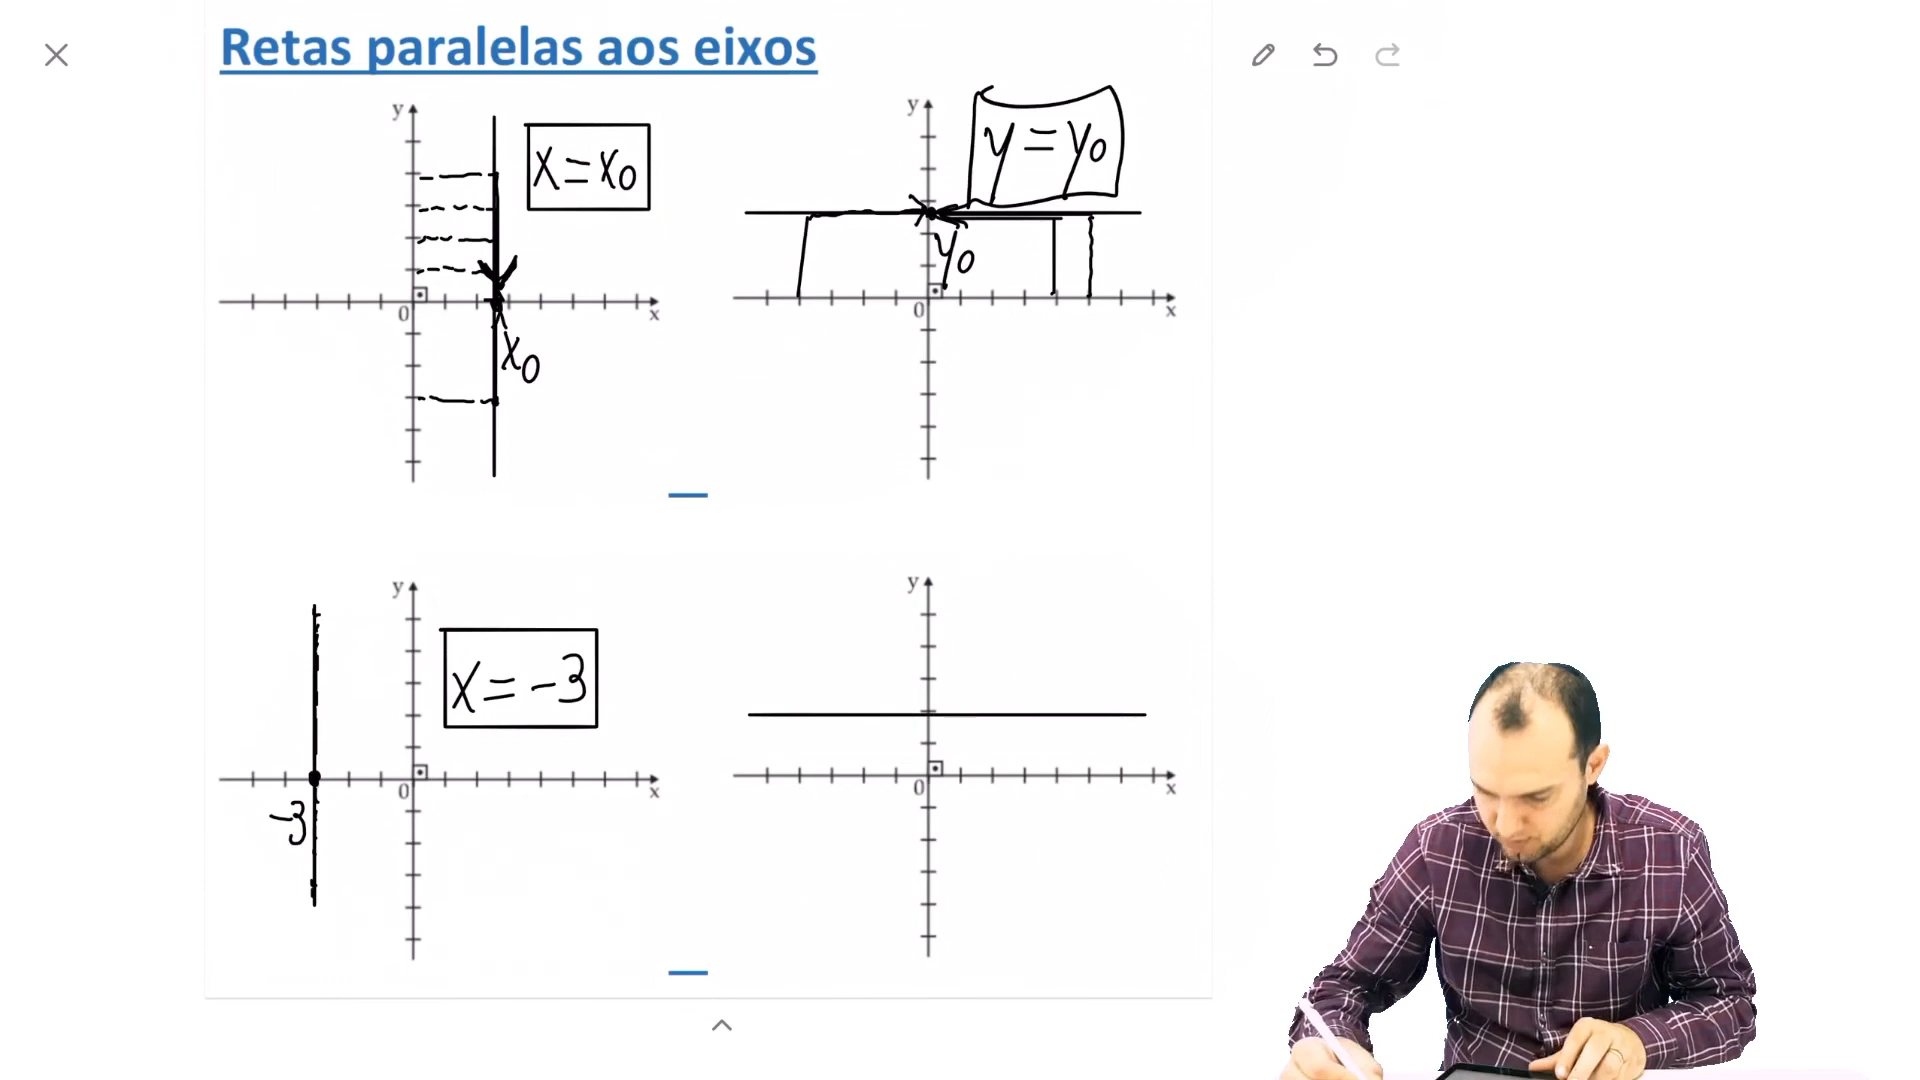 Retas paralelas aos eixos
y
x = x0
0
x
x0
y
y = y0
y0
0
x
y
x = -3
0
x
-3
y
0
x